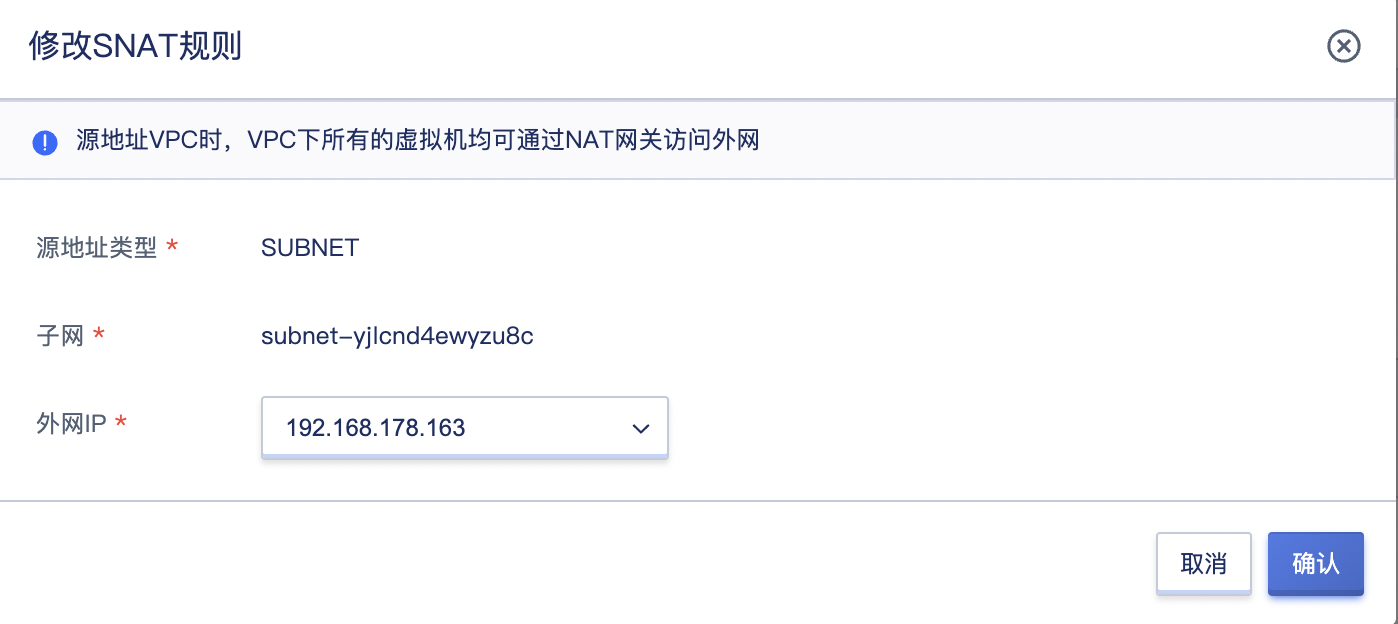 修改SNAT规则
源地址VPC时，VPC下所有的虚拟机均可通过NAT网关访问外网
源地址类型 * SUBNET
子网 * subnet-yjlcnd4ewyzu8c
外网IP * 192.168.178.163
取消 确认